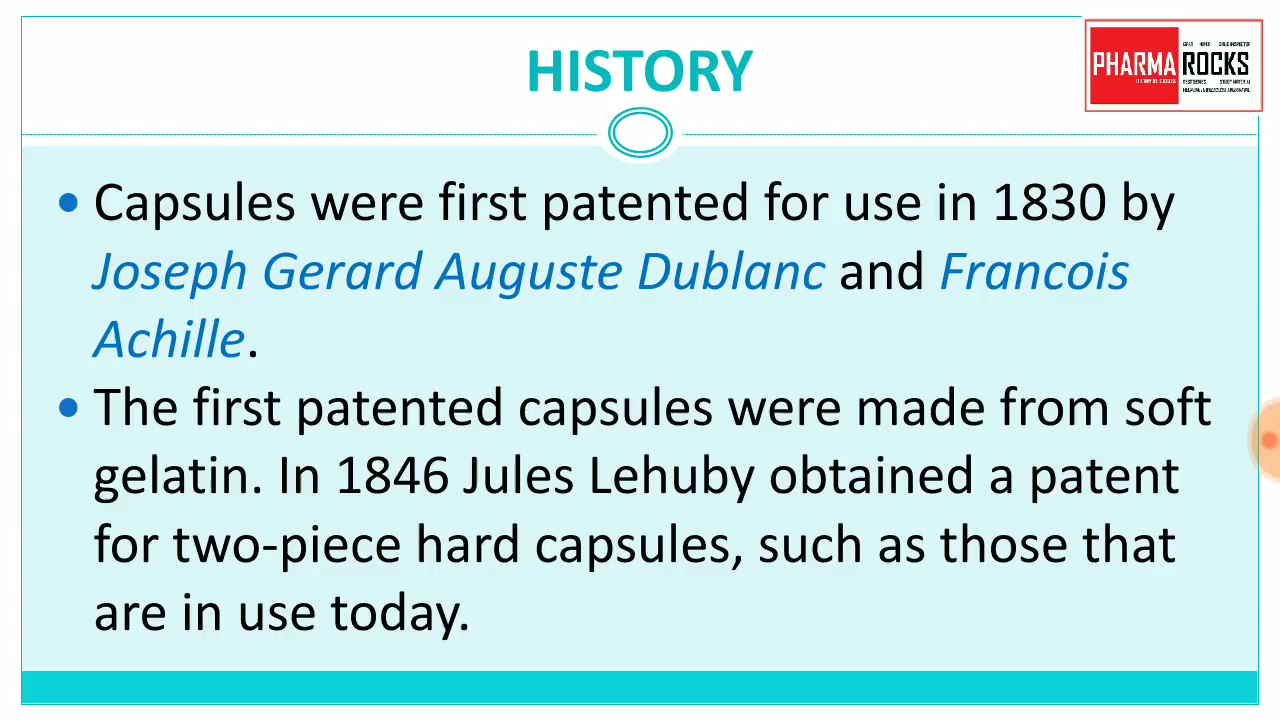 HISTORY
PHARMA ROCKS
• Capsules were first patented for use in 1830 by
Joseph Gerard Auguste Dublanc and Francois
Achille.
• The first patented capsules were made from soft
gelatin. In 1846 Jules Lehuby obtained a patent
for two-piece hard capsules, such as those that
are in use today.